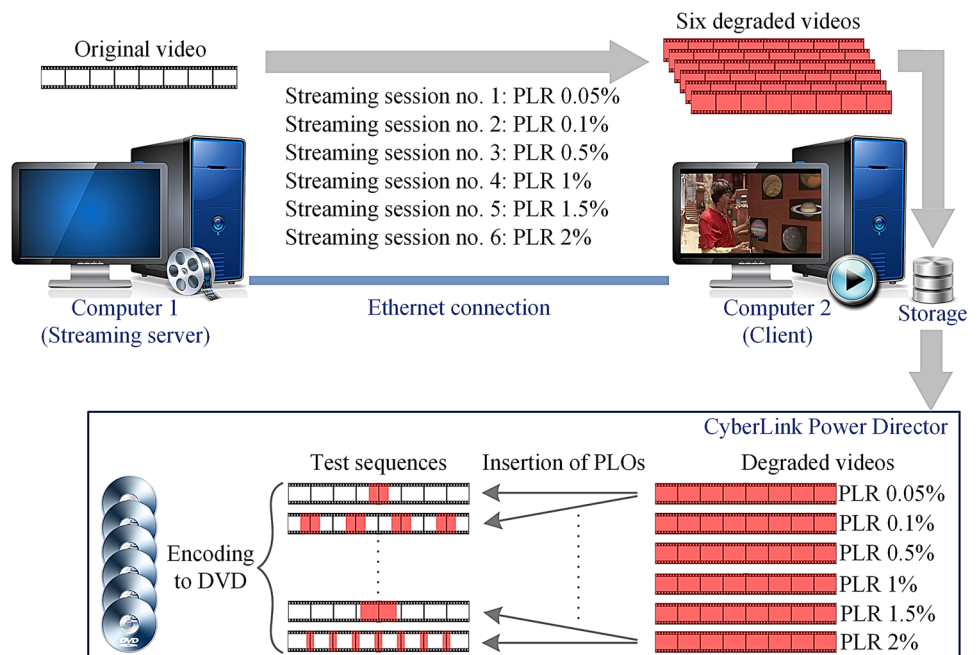 Original video
Six degraded videos
Streaming session no. 1: PLR 0.05%
Streaming session no. 2: PLR 0.1%
Streaming session no. 3: PLR 0.5%
Streaming session no. 4: PLR 1%
Streaming session no. 5: PLR 1.5%
Streaming session no. 6: PLR 2%
Computer 1
(Streaming server)
Ethernet connection
Computer 2
(Client)
Storage
CyberLink Power Director
Test sequences
Insertion of PLOs
Degraded videos
PLR 0.05%
PLR 0.1%
PLR 0.5%
PLR 1%
PLR 1.5%
PLR 2%
Encoding
to DVD
DVD